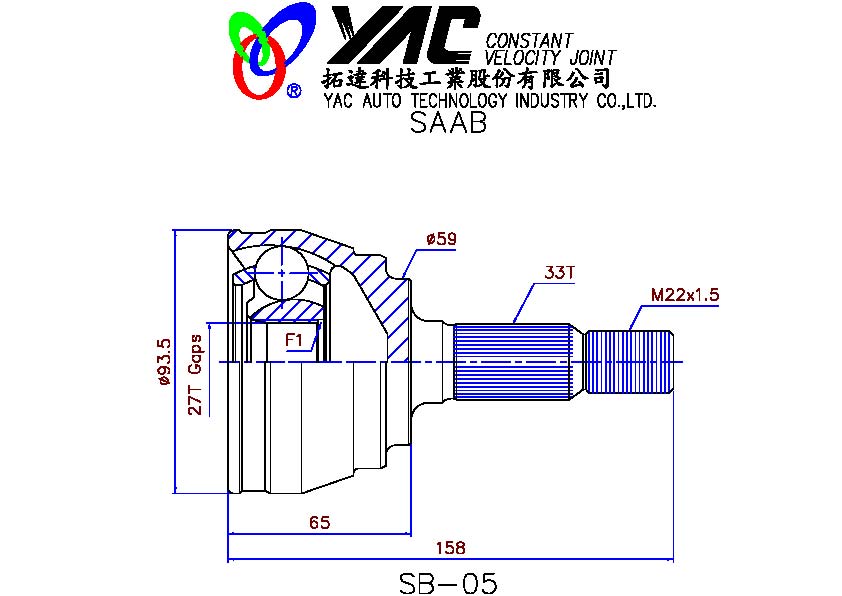 YAC CONSTANT
VELOCITY JOINT
®
拓達科技工業股份有限公司
YAC AUTO TECHNOLOGY INDUSTRY CO.,LTD.
SAAB
ø59
33T
M22x1.5
F1
ø93.5
27T Gaps
65
158
SB-05